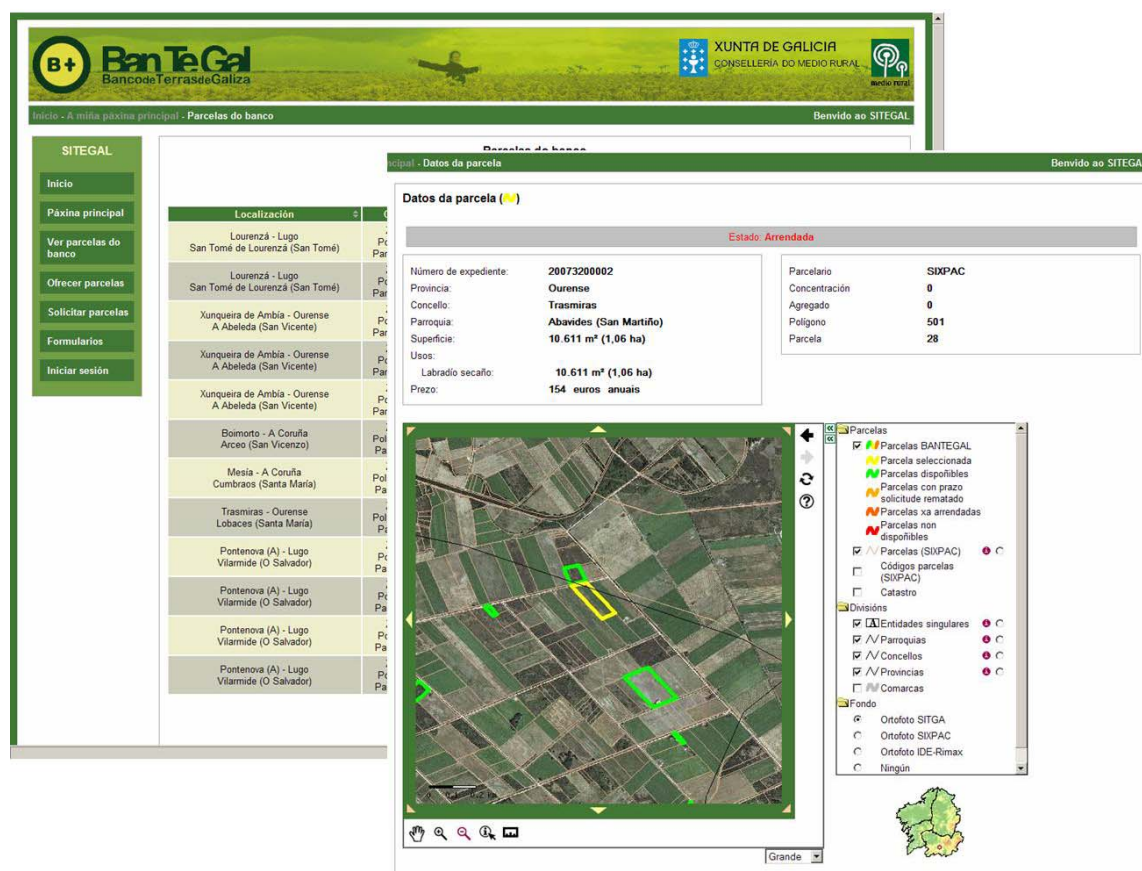 B+
BanTeGal
BancodeTerrasdeGaliza
XUNTA DE GALICIA
CONSELLERÍA DO MEDIO RURAL
medio rural
Inicio - A miña páxina principal - Parcelas do banco
Benvido ao SITEGAL
SITEGAL
Inicio
Páxina principal
Ver parcelas do
banco
Ofrecer parcelas
Solicitar parcelas
Formularios
Iniciar sesión
Parcelas do banco
Localización
Lourenzá - Lugo
San Tomé de Lourenzá (San Tomé)
Lourenzá - Lugo
San Tomé de Lourenzá (San Tomé)
Xunqueira de Ambía - Ourense
A Abeleda (San Vicente)
Xunqueira de Ambía - Ourense
A Abeleda (San Vicente)
Xunqueira de Ambía - Ourense
A Abeleda (San Vicente)
Boimorto - A Coruña
Arceo (San Vicenzo)
Mesía - A Coruña
Cumbraos (Santa María)
Trasmiras - Ourense
Lobaces (Santa María)
Pontenova (A) - Lugo
Vilarmide (O Salvador)
Pontenova (A) - Lugo
Vilarmide (O Salvador)
Pontenova (A) - Lugo
Vilarmide (O Salvador)
Pontenova (A) - Lugo
Vilarmide (O Salvador)
ncipal - Datos da parcela
Benvido ao SITEGA
Datos da parcela ( )
Estado: Arrendada
Número de expediente: 20073200002
Provincia: Ourense
Concello: Trasmiras
Parroquia: Abavides (San Martiño)
Superficie: 10.611 m² (1,06 ha)
Usos:
Labradío secaño: 10.611 m² (1,06 ha)
Prezo: 154 euros anuais
Parcelario SIXPAC
Concentración 0
Agregado 0
Polígono 501
Parcela 28
Parcelas
Parcelas BANTEGAL
Parcela seleccionada
Parcelas dispoñibles
Parcelas con prazo
solicitude rematado
Parcelas xa arrendadas
Parcelas non
dispoñibles
Parcelas (SIXPAC)
Códigos parcelas
(SIXPAC)
Catastro
Divisións
A Entidades singulares
Parroquias
Concellos
Provincias
Comarcas
Fondo
Ortofoto SITGA
Ortofoto SIXPAC
Ortofoto IDE-Rimax
Ningún
Grande